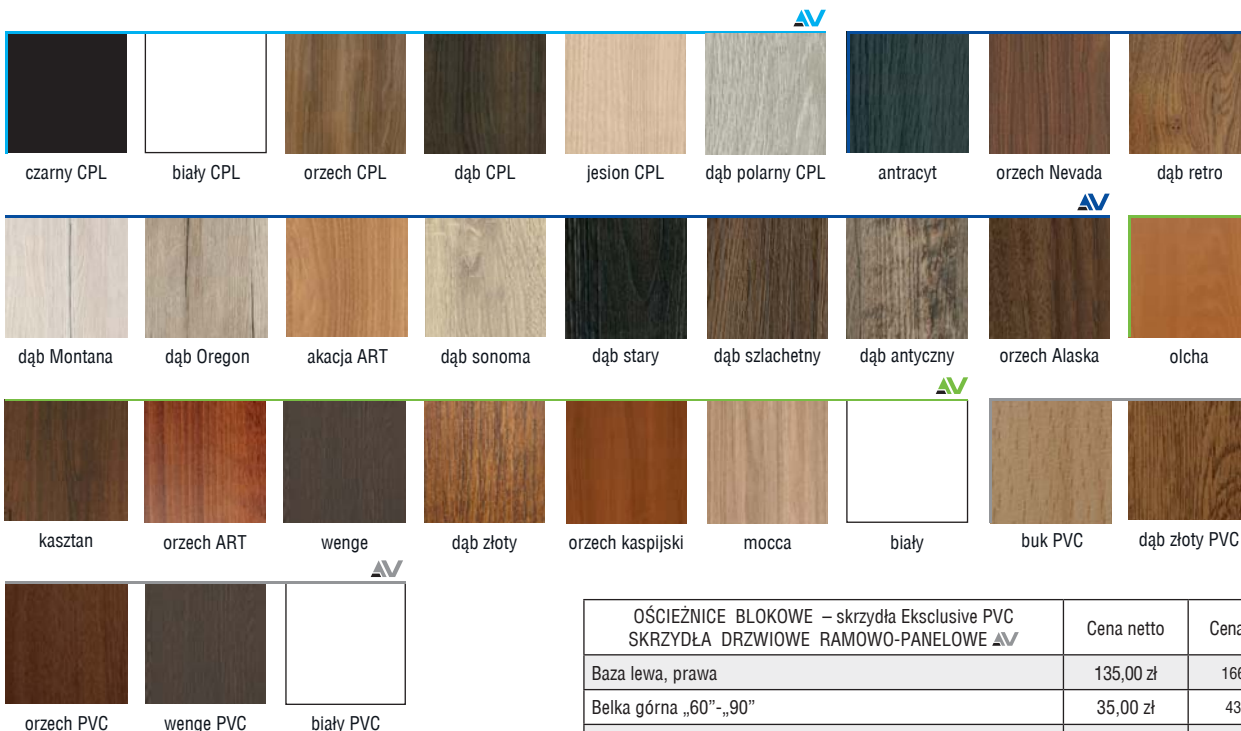 czarny CPL
biały CPL
orzech CPL
dąb CPL
jesion CPL
dąb polarny CPL
antracyt
orzech Nevada
dąb retro
dąb Montana
dąb Oregon
akacja ART
dąb sonoma
dąb stary
dąb szlachetny
dąb antyczny
orzech Alaska
olcha
kasztan
orzech ART
wenge
dąb złoty
orzech kaspijski
mocca
biały
buk PVC
dąb złoty PVC
orzech PVC
wenge PVC
biały PVC
OŚCIEŻNICE BLOKOWE – skrzydła Eksclusive PVC
SKRZYDŁA DRZWIOWE RAMOWO-PANELOWE
Cena netto
Cena
Baza lewa, prawa
135,00 zł
166
Belka górna „60”-„90”
35,00 zł
43